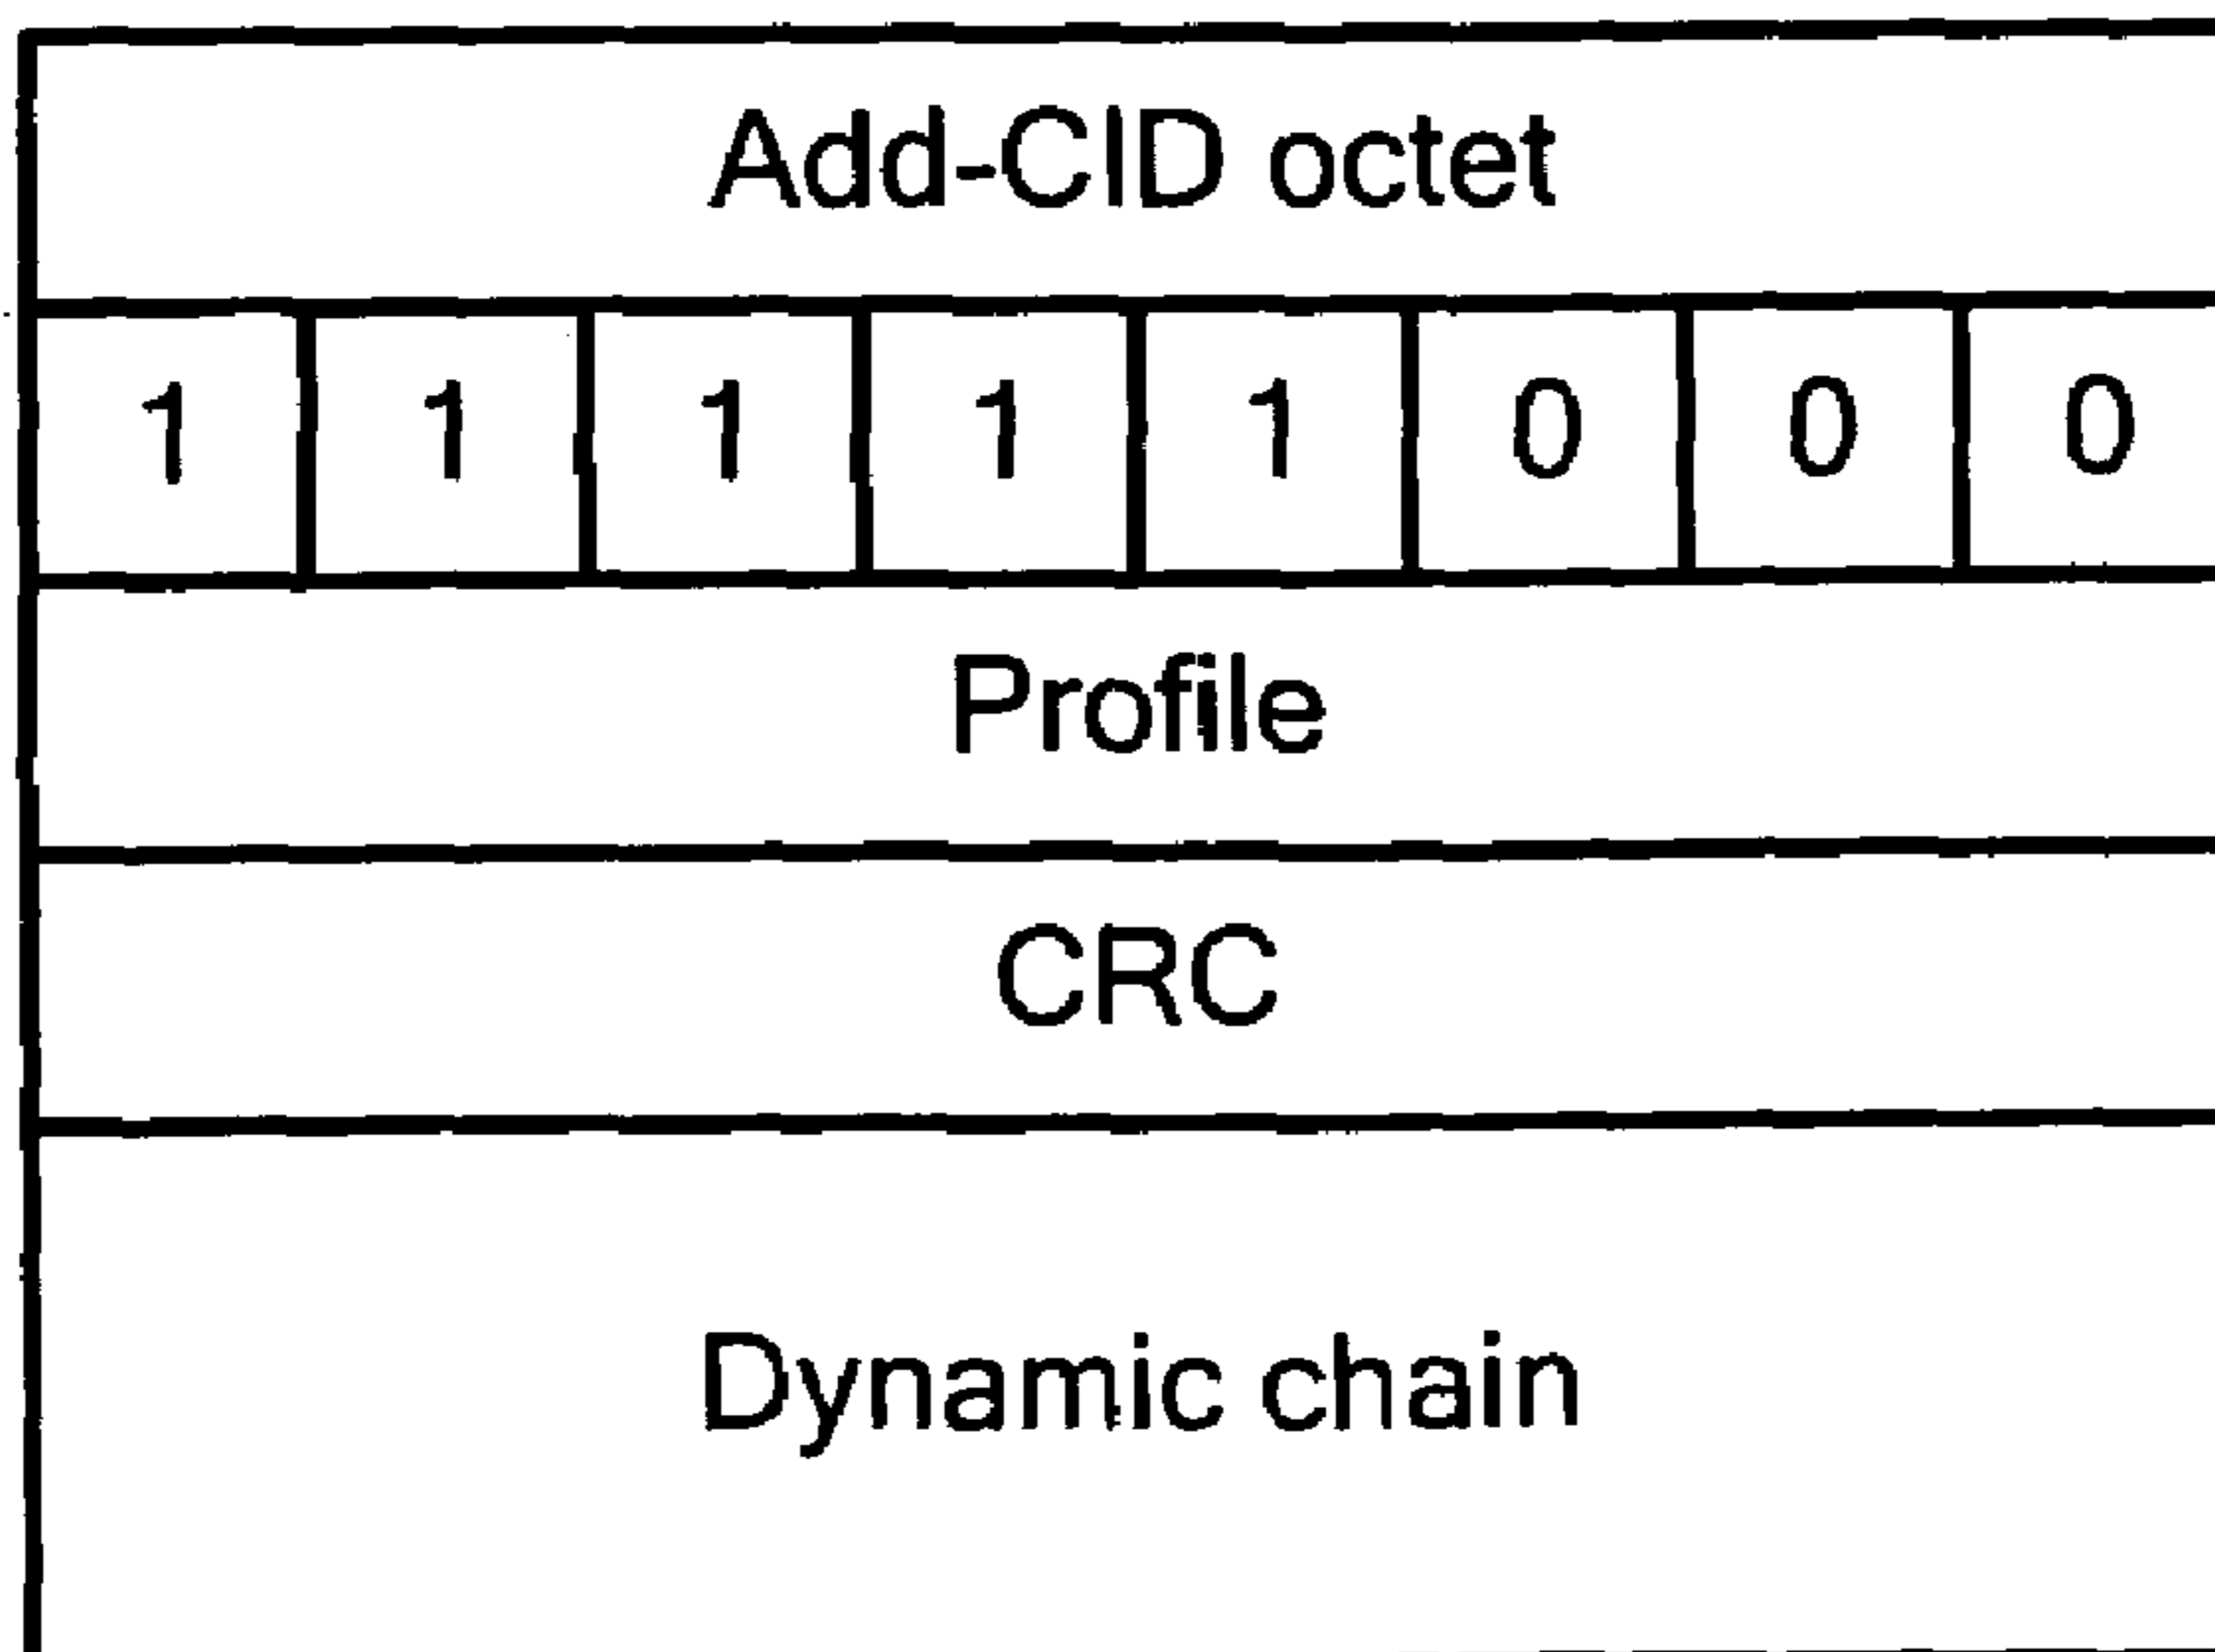 Add-CID octet
1 1 1 1 1 0 0 0
Profile
CRC
Dynamic chain